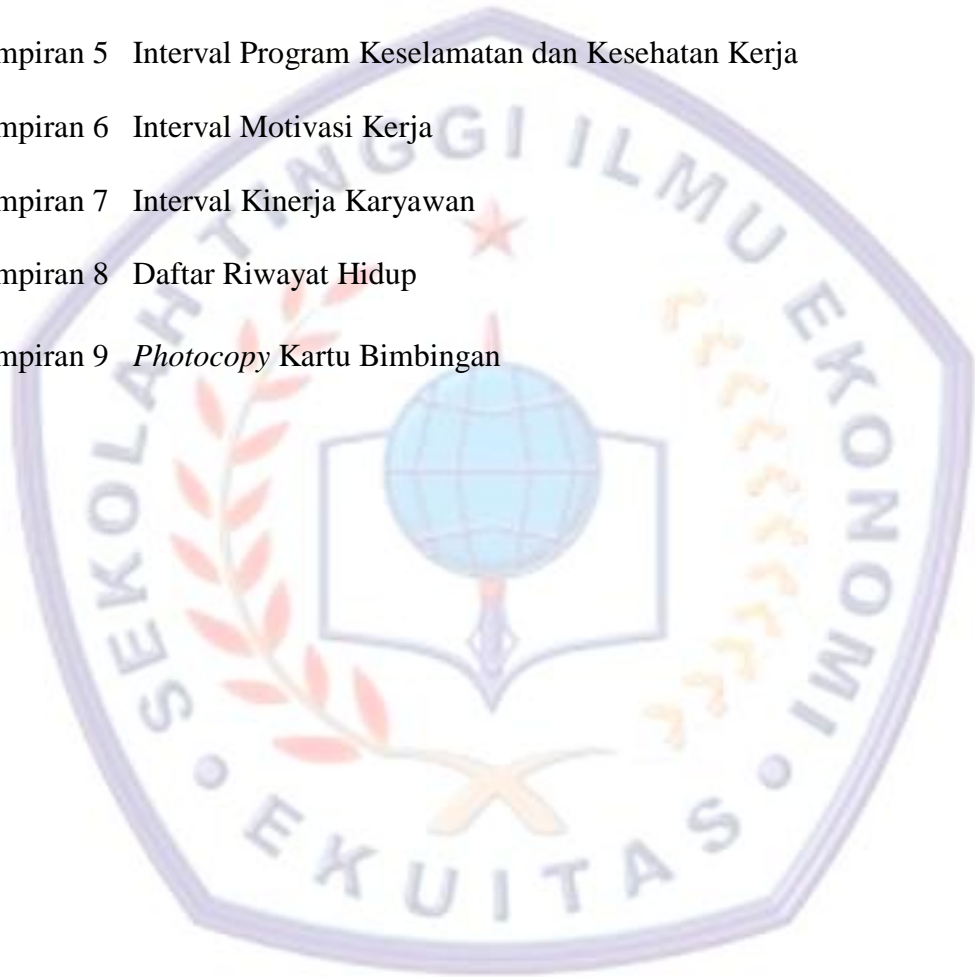 mpiran 5 Interval Program Keselamatan dan Kesehatan Kerja
mpiran 6 Interval Motivasi Kerja
mpiran 7 Interval Kinerja Karyawan
mpiran 8 Daftar Riwayat Hidup
mpiran 9 Photocopy Kartu Bimbingan
SEKOLAH TINGGI ILMU EKONOMI
EKUITAS